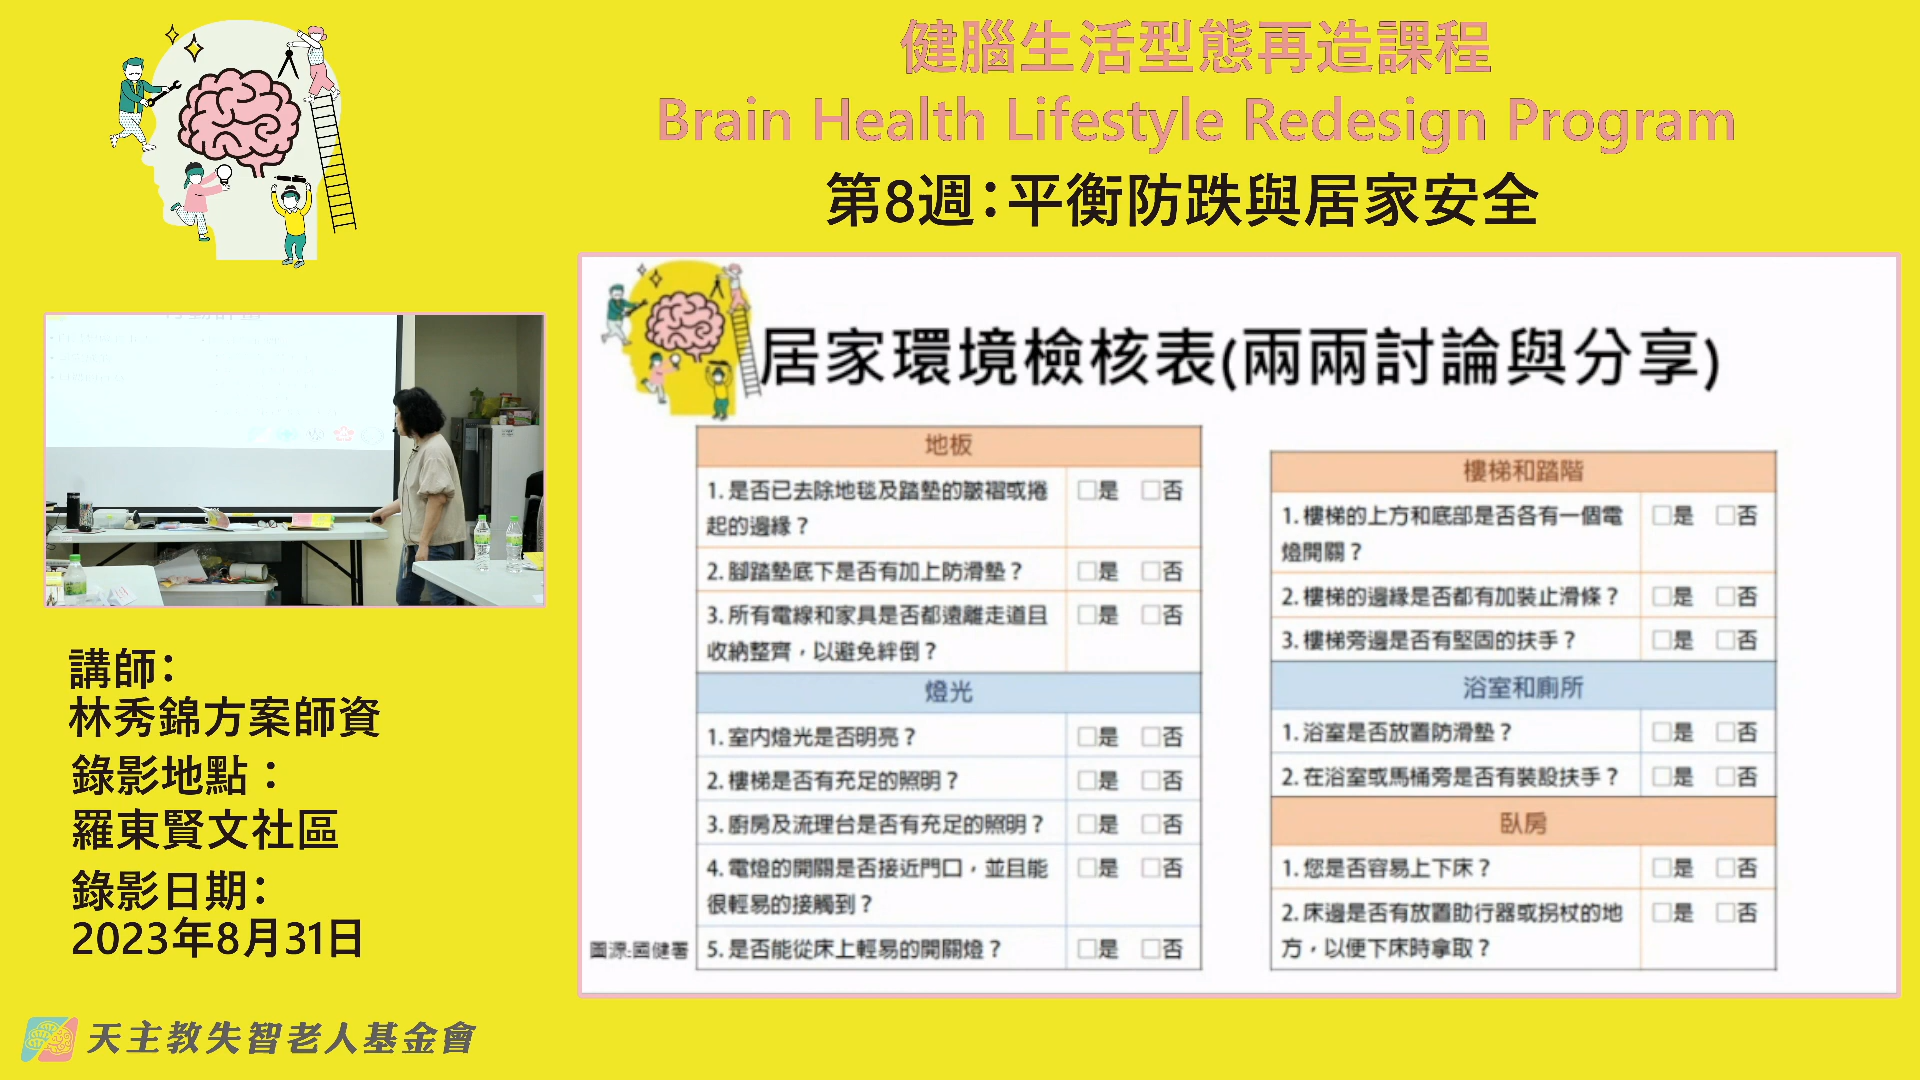 健腦生活型態再造課程
Brain Health Lifestyle Redesign Program
第8週：平衡防跌與居家安全
居家環境檢核表(兩兩討論與分享)
地板
1. 是否已去除地毯及踏墊的皺褶或捲 □是 □否
起的邊緣？
2. 腳踏墊底下是否有加上防滑墊？ □是 □否
3. 所有電線和家具是否都遠離走道且 □是 □否
收納整齊，以避免絆倒？
燈光
1. 室內燈光是否明亮？ □是 □否
2. 樓梯是否有充足的照明？ □是 □否
3. 廚房及流理台是否有充足的照明？ □是 □否
4. 電燈的開關是否接近門口，並且能 □是 □否
很輕易的接觸到？
5. 是否能從床上輕易的開關燈？ □是 □否
圖源:國健署
樓梯和踏階
1. 樓梯的上方和底部是否各有一個電 □是 □否
燈開關？
2. 樓梯的邊緣是否都有加裝止滑條？ □是 □否
3. 樓梯旁邊是否有堅固的扶手？ □是 □否
浴室和廁所
1. 浴室是否放置防滑墊？ □是 □否
2. 在浴室或馬桶旁是否有裝設扶手？ □是 □否
臥房
1. 您是否容易上下床？ □是 □否
2. 床邊是否有放置助行器或拐杖的地 □是 □否
方，以便下床時拿取？
講師：
林秀錦方案師資
錄影地點：
羅東賢文社區
錄影日期：
2023年8月31日
天主教失智老人基金會